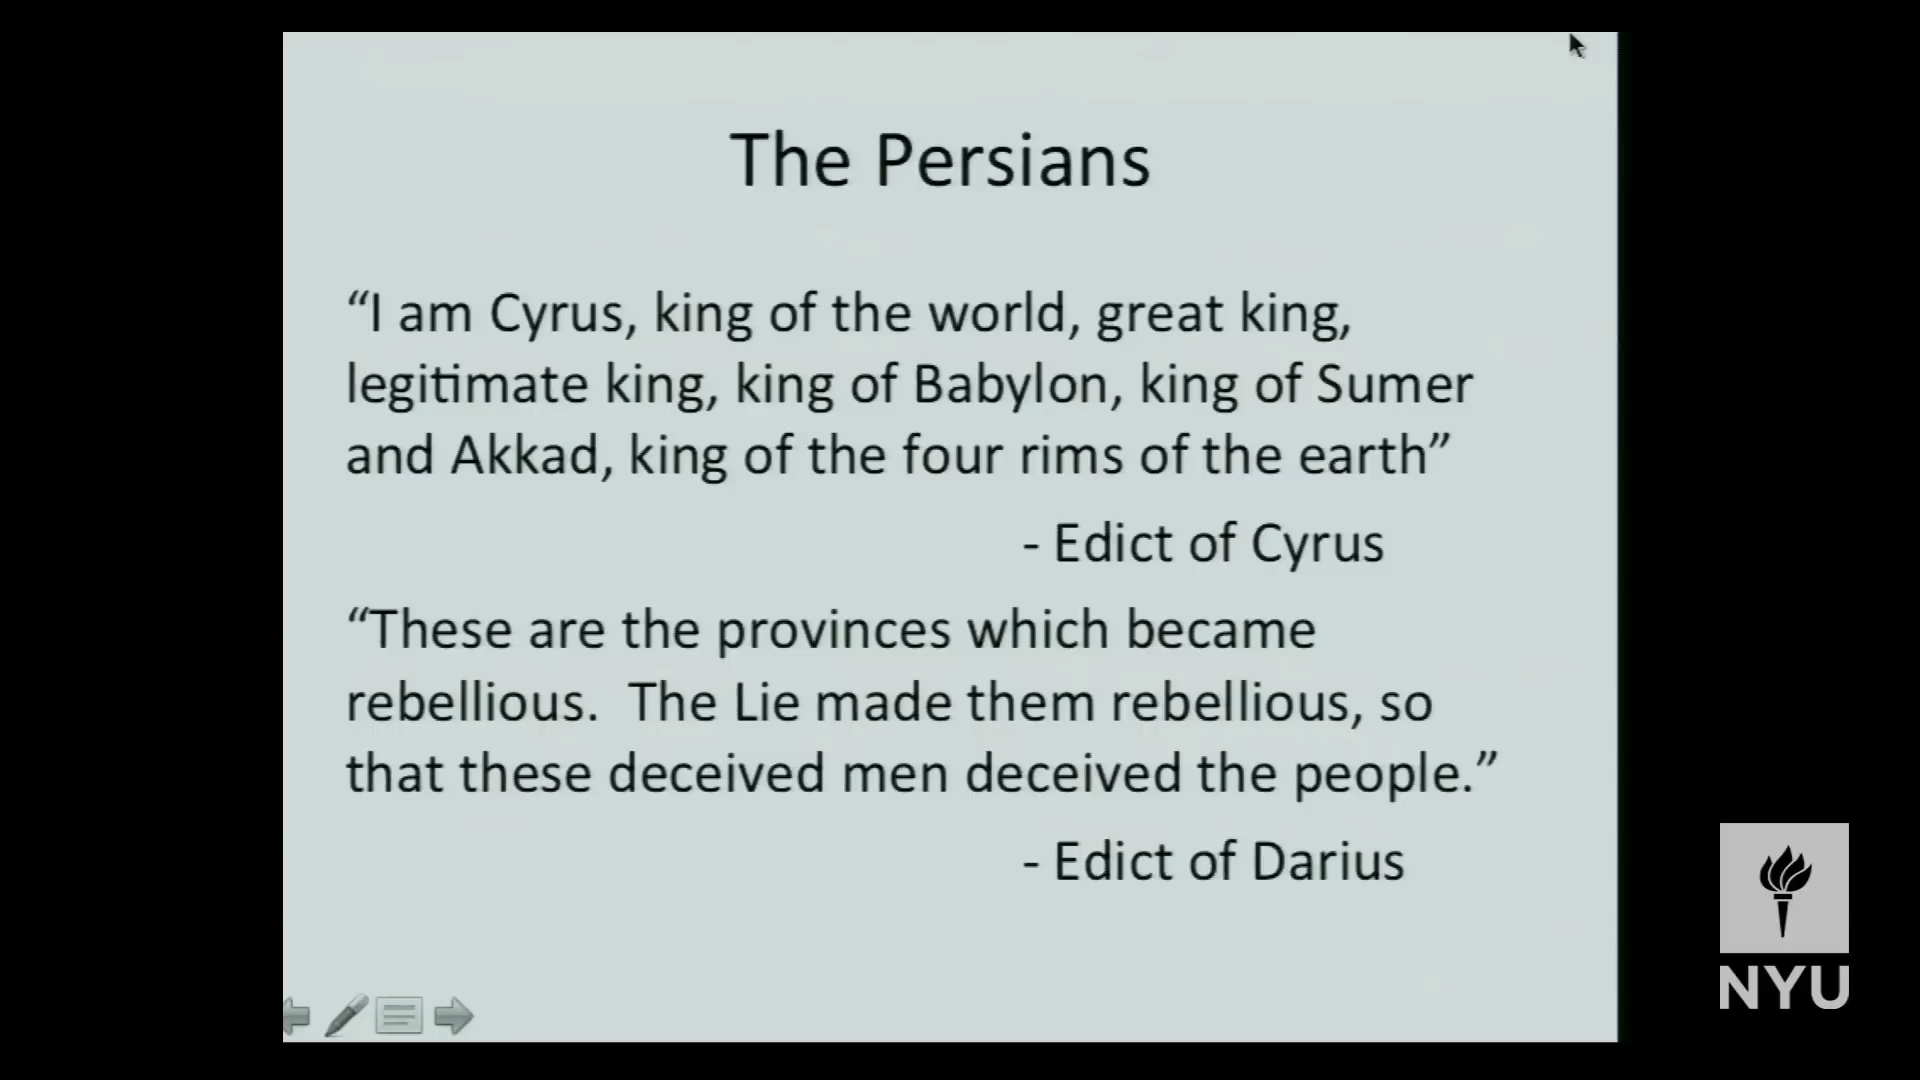 The Persians
“I am Cyrus, king of the world, great king,
legitimate king, king of Babylon, king of Sumer
and Akkad, king of the four rims of the earth”
- Edict of Cyrus
“These are the provinces which became
rebellious.  The Lie made them rebellious, so
that these deceived men deceived the people.”
- Edict of Darius
NYU